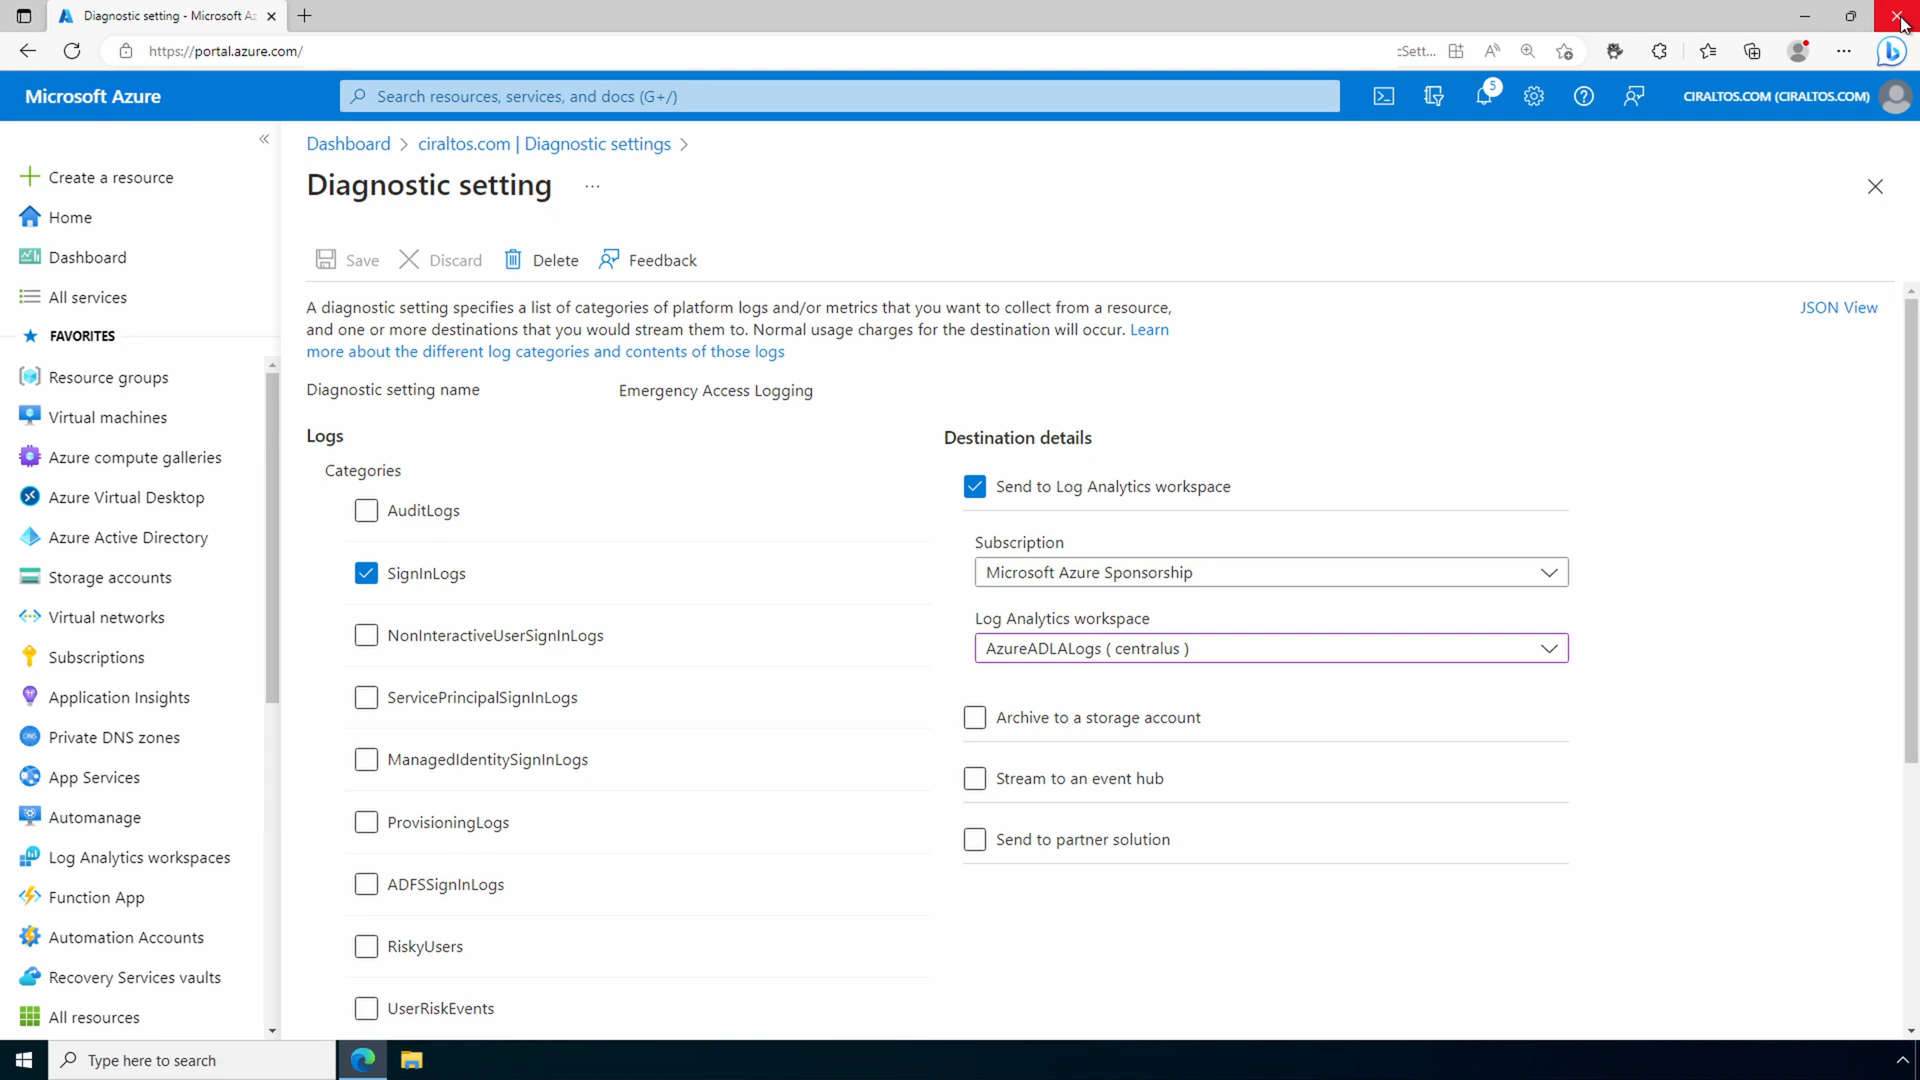 Diagnostic setting - Microsoft Az
https://portal.azure.com/
:Sett...
Microsoft Azure
Search resources, services, and docs (G+/)
5
CIRALTOS.COM (CIRALTOS.COM)
Create a resource
Home
Dashboard
All services
FAVORITES
Resource groups
Virtual machines
Azure compute galleries
Azure Virtual Desktop
Azure Active Directory
Storage accounts
Virtual networks
Subscriptions
Application Insights
Private DNS zones
App Services
Automanage
Log Analytics workspaces
Function App
Automation Accounts
Recovery Services vaults
All resources
Dashboard > ciraltos.com | Diagnostic settings >
Diagnostic setting ...
Save
Discard
Delete
Feedback
A diagnostic setting specifies a list of categories of platform logs and/or metrics that you want to collect from a resource,
and one or more destinations that you would stream them to. Normal usage charges for the destination will occur. Learn
more about the different log categories and contents of those logs
JSON View
Diagnostic setting name
Emergency Access Logging
Logs
Categories
AuditLogs
SignInLogs
NonInteractiveUserSignInLogs
ServicePrincipalSignInLogs
ManagedIdentitySignInLogs
ProvisioningLogs
ADFSSignInLogs
RiskyUsers
UserRiskEvents
Destination details
Send to Log Analytics workspace
Subscription
Microsoft Azure Sponsorship
Log Analytics workspace
AzureADLALogs ( centralus )
Archive to a storage account
Stream to an event hub
Send to partner solution
Type here to search